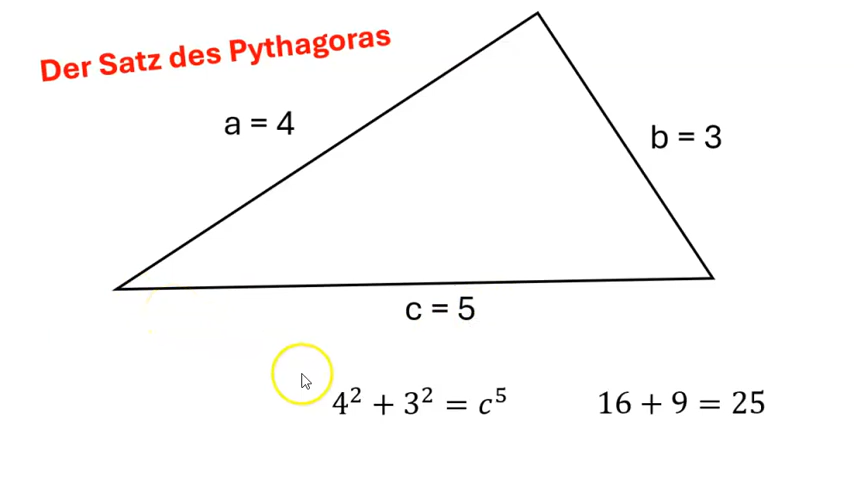 Der Satz des Pythagoras
a = 4
b = 3
c = 5
4² + 3² = c⁵
16 + 9 = 25